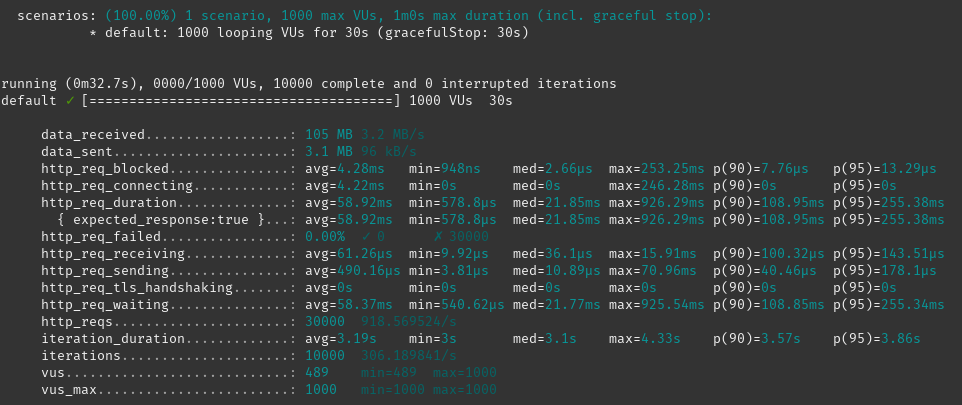 scenarios: (100.00%) 1 scenario, 1000 max VUs, 1m0s max duration (incl. graceful stop):
* default: 1000 looping VUs for 30s (gracefulStop: 30s)
running (0m32.7s), 0000/1000 VUs, 10000 complete and 0 interrupted iterations
default ✓ [======================================] 1000 VUs  30s
data_received..................: 105 MB 3.2 MB/s
data_sent......................: 3.1 MB 96 kB/s
http_req_blocked...............: avg=4.28ms   min=948ns    med=2.66µs  max=253.25ms p(90)=7.76µs   p(95)=13.29µs
http_req_connecting............: avg=4.22ms   min=0s       med=0s      max=246.28ms p(90)=0s       p(95)=0s
http_req_duration..............: avg=58.92ms  min=578.8µs  med=21.85ms max=926.29ms p(90)=108.95ms p(95)=255.38ms
{ expected_response:true }...: avg=58.92ms  min=578.8µs  med=21.85ms max=926.29ms p(90)=108.95ms p(95)=255.38ms
http_req_failed................: 0.00%  ✓ 0      ✗ 30000
http_req_receiving.............: avg=61.26µs  min=9.92µs   med=36.1µs  max=15.91ms  p(90)=100.32µs p(95)=143.51µs
http_req_sending...............: avg=490.16µs min=3.81µs   med=10.89µs max=70.96ms  p(90)=40.46µs  p(95)=178.1µs
http_req_tls_handshaking.......: avg=0s       min=0s       med=0s      max=0s       p(90)=0s       p(95)=0s
http_req_waiting...............: avg=58.37ms  min=540.62µs med=21.77ms max=925.54ms p(90)=108.85ms p(95)=255.34ms
http_reqs......................: 30000  918.569524/s
iteration_duration.............: avg=3.19s    min=3s       med=3.1s    max=4.33s    p(90)=3.57s    p(95)=3.86s
iterations.....................: 10000  306.189841/s
vus............................: 489    min=489  max=1000
vus_max........................: 1000   min=1000 max=1000